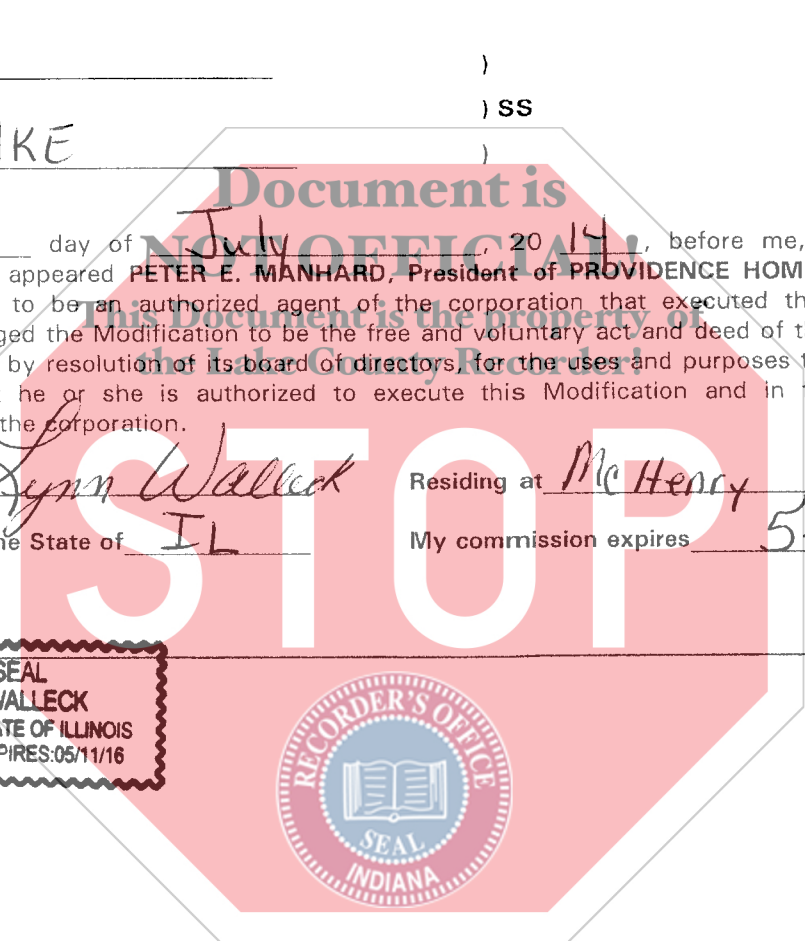 )
) SS
KE
)
Document is
day of July, 2014, before me,
NOT OFFICIAL!
appeared PETER E. MANHARD, President of PROVIDENCE HOM
to be an authorized agent of the corporation that executed th
This Document is the property of
ged the Modification to be the free and voluntary act and deed of t
the Lake County Recorder!
by resolution of its board of directors, for the uses and purposes t
he or she is authorized to execute this Modification and in
the corporation.
STOP
Lynn Walleck Residing at McHenry
ne State of IL My commission expires 5-
SEAL
WALLECK
TE OF ILLINOIS
PIRES:05/11/16
RECORDER'S OFFICE
SEAL
INDIANA